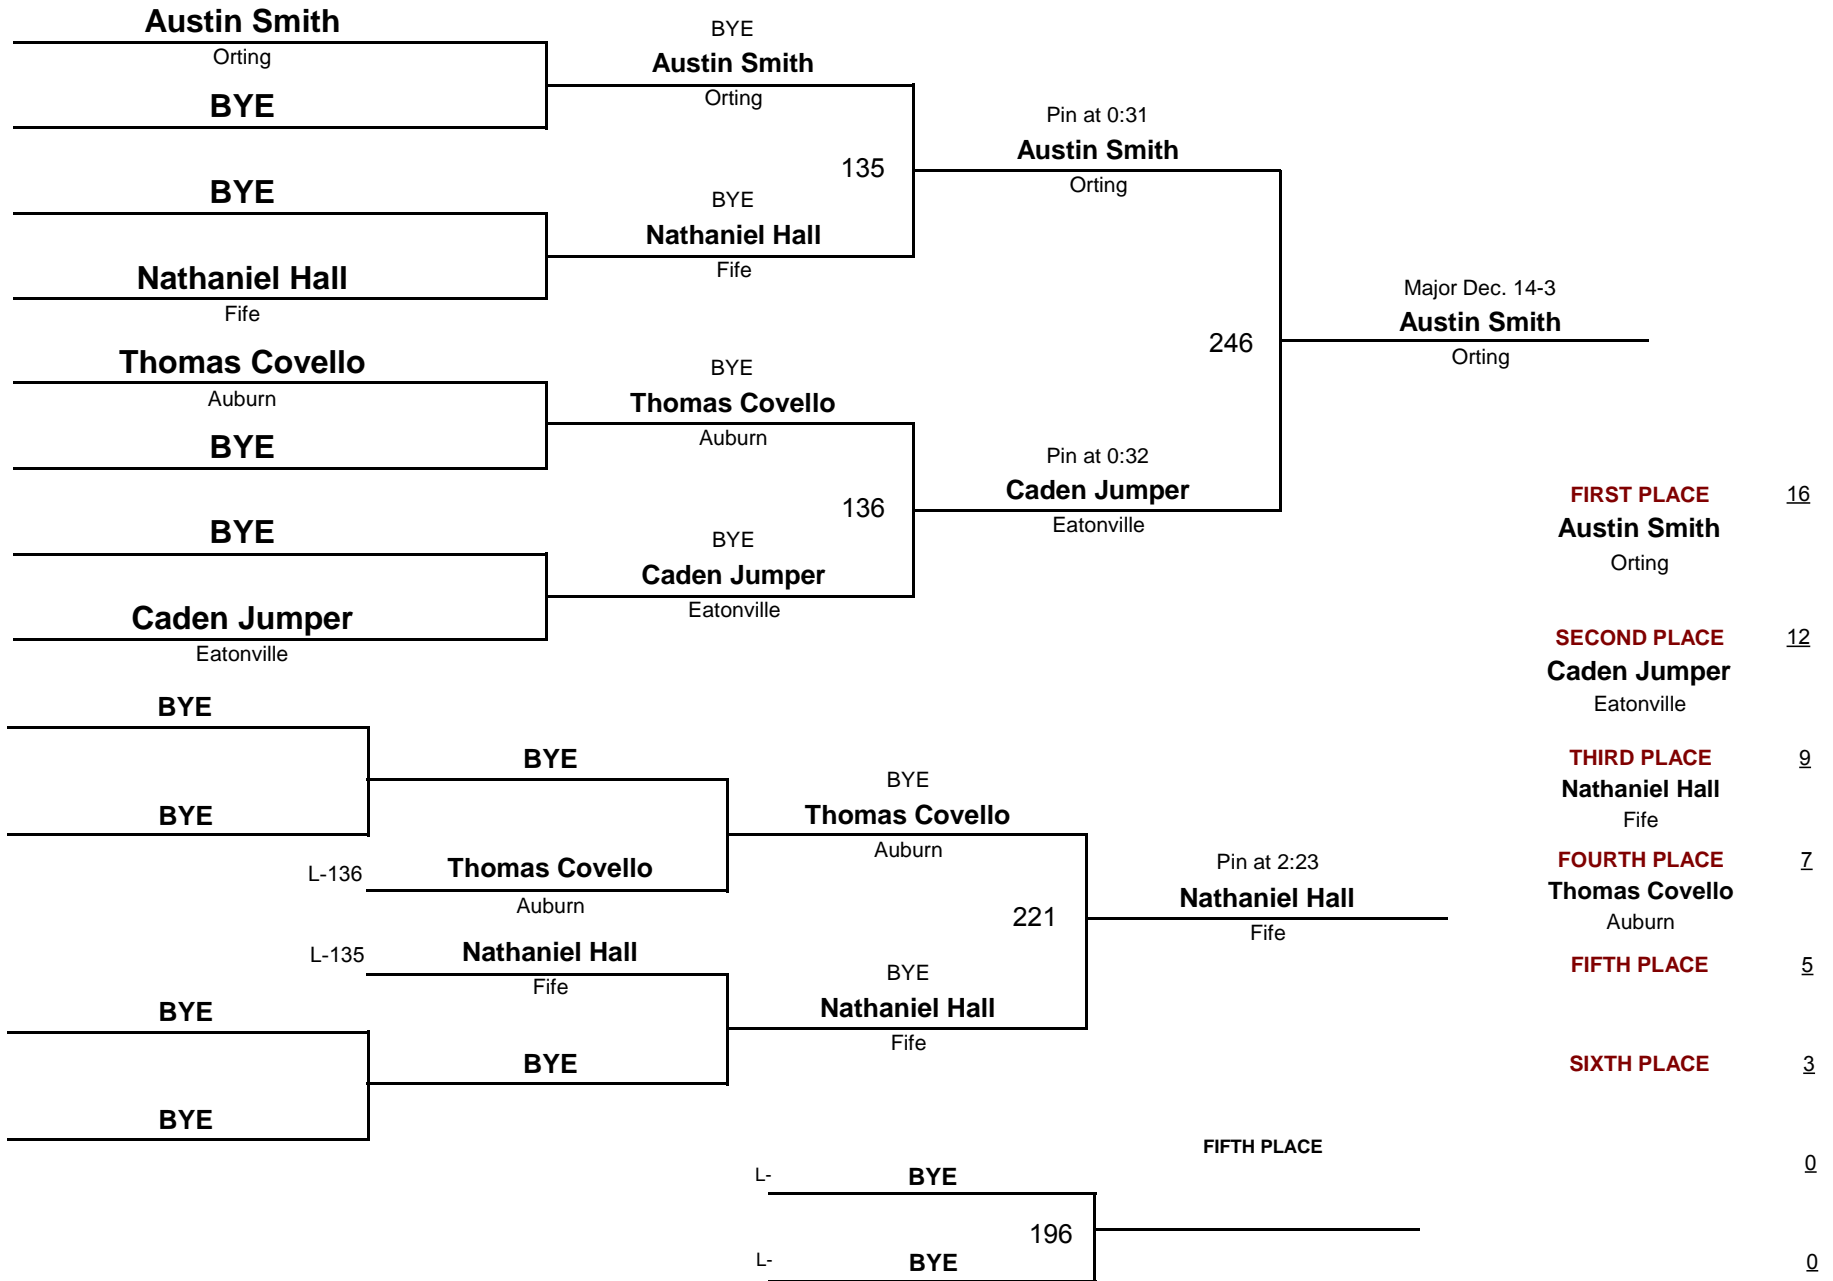 Austin Smith
Orting
BYE
BYE
Nathaniel Hall
Fife
Thomas Covello
Auburn
BYE
BYE
Caden Jumper
Eatonville
BYE
Austin Smith
Orting
135
BYE
Nathaniel Hall
Fife
BYE
Thomas Covello
Auburn
136
BYE
Caden Jumper
Eatonville
Pin at 0:31
Austin Smith
Orting
246
Pin at 0:32
Caden Jumper
Eatonville
Major Dec. 14-3
Austin Smith
Orting
FIRST PLACE 16
Austin Smith
Orting
SECOND PLACE 12
Caden Jumper
Eatonville
THIRD PLACE 9
Nathaniel Hall
Fife
FOURTH PLACE 7
Thomas Covello
Auburn
FIFTH PLACE 5
SIXTH PLACE 3
0
0
BYE
BYE
BYE
BYE
BYE
L-136 Thomas Covello
Auburn
L-135 Nathaniel Hall
Fife
BYE
BYE
Thomas Covello
Auburn
221
BYE
Nathaniel Hall
Fife
Pin at 2:23
Nathaniel Hall
Fife
FIFTH PLACE
L- BYE
196
L- BYE